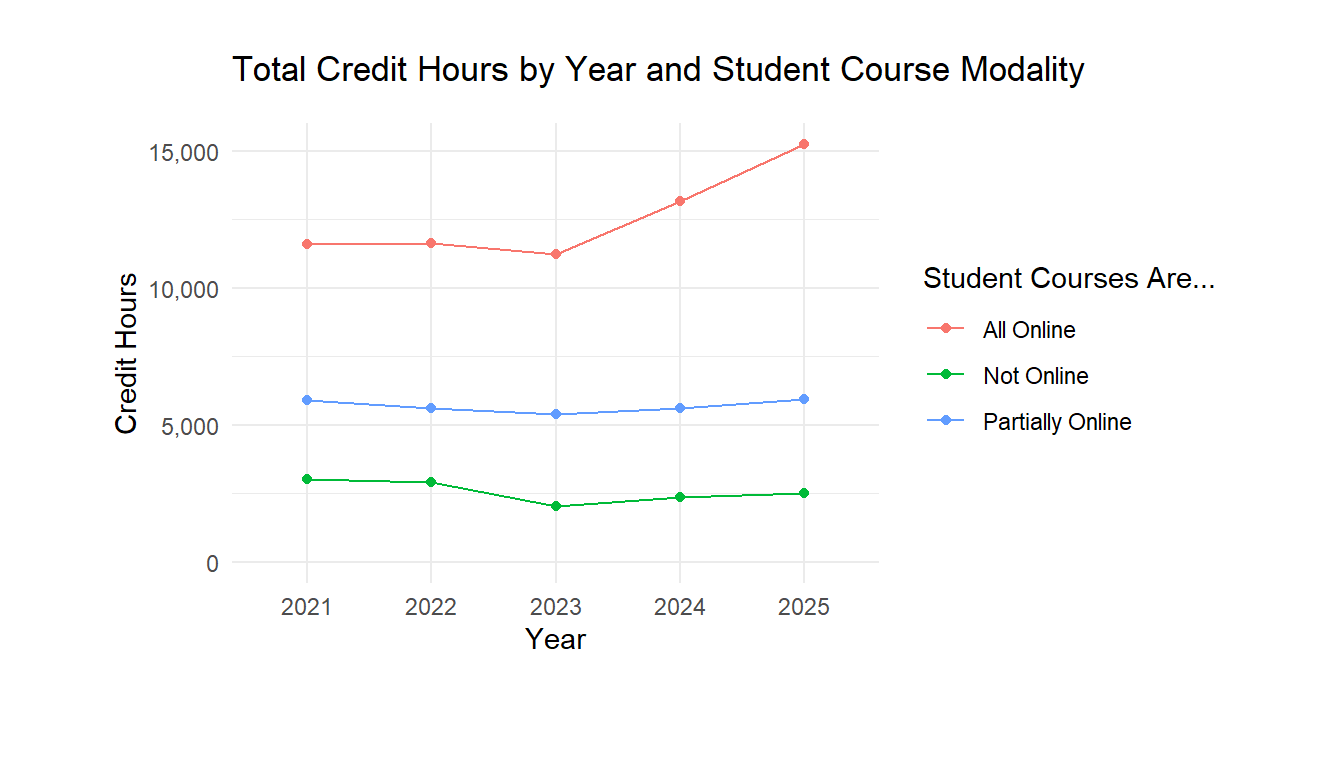 Total Credit Hours by Year and Student Course Modality
15,000
10,000
5,000
0
Credit Hours
2021 2022 2023 2024 2025
Year
Student Courses Are...
All Online
Not Online
Partially Online